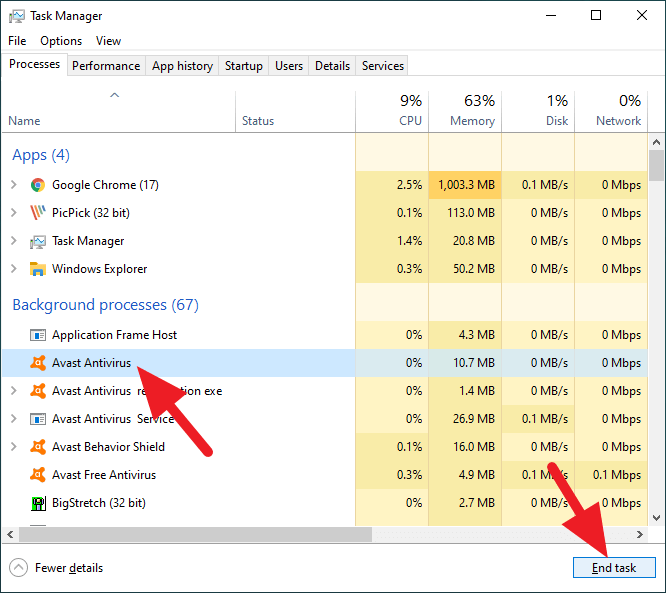 Task Manager
File Options View
Processes Performance App history Startup Users Details Services
9% 63% 1% 0%
Name Status CPU Memory Disk Network
Apps (4)
Google Chrome (17) 2.5% 1,003.3 MB 0.1 MB/s 0 Mbps
PicPick (32 bit) 0.1% 113.0 MB 0 MB/s 0 Mbps
Task Manager 1.4% 20.8 MB 0 MB/s 0 Mbps
Windows Explorer 0.3% 50.2 MB 0 MB/s 0 Mbps
Background processes (67)
Application Frame Host 0% 4.3 MB 0 MB/s 0 Mbps
Avast Antivirus 0% 10.7 MB 0 MB/s 0 Mbps
Avast Antivirus exe 0% 1.4 MB 0 MB/s 0 Mbps
Avast Antivirus Service 0% 26.9 MB 0.1 MB/s 0 Mbps
Avast Behavior Shield 0.1% 16.0 MB 0 MB/s 0 Mbps
Avast Free Antivirus 0.3% 4.9 MB 0.1 MB/s 0.1 Mbps
BigStretch (32 bit) 0% 2.7 MB 0 MB/s 0 Mbps
Fewer details End task